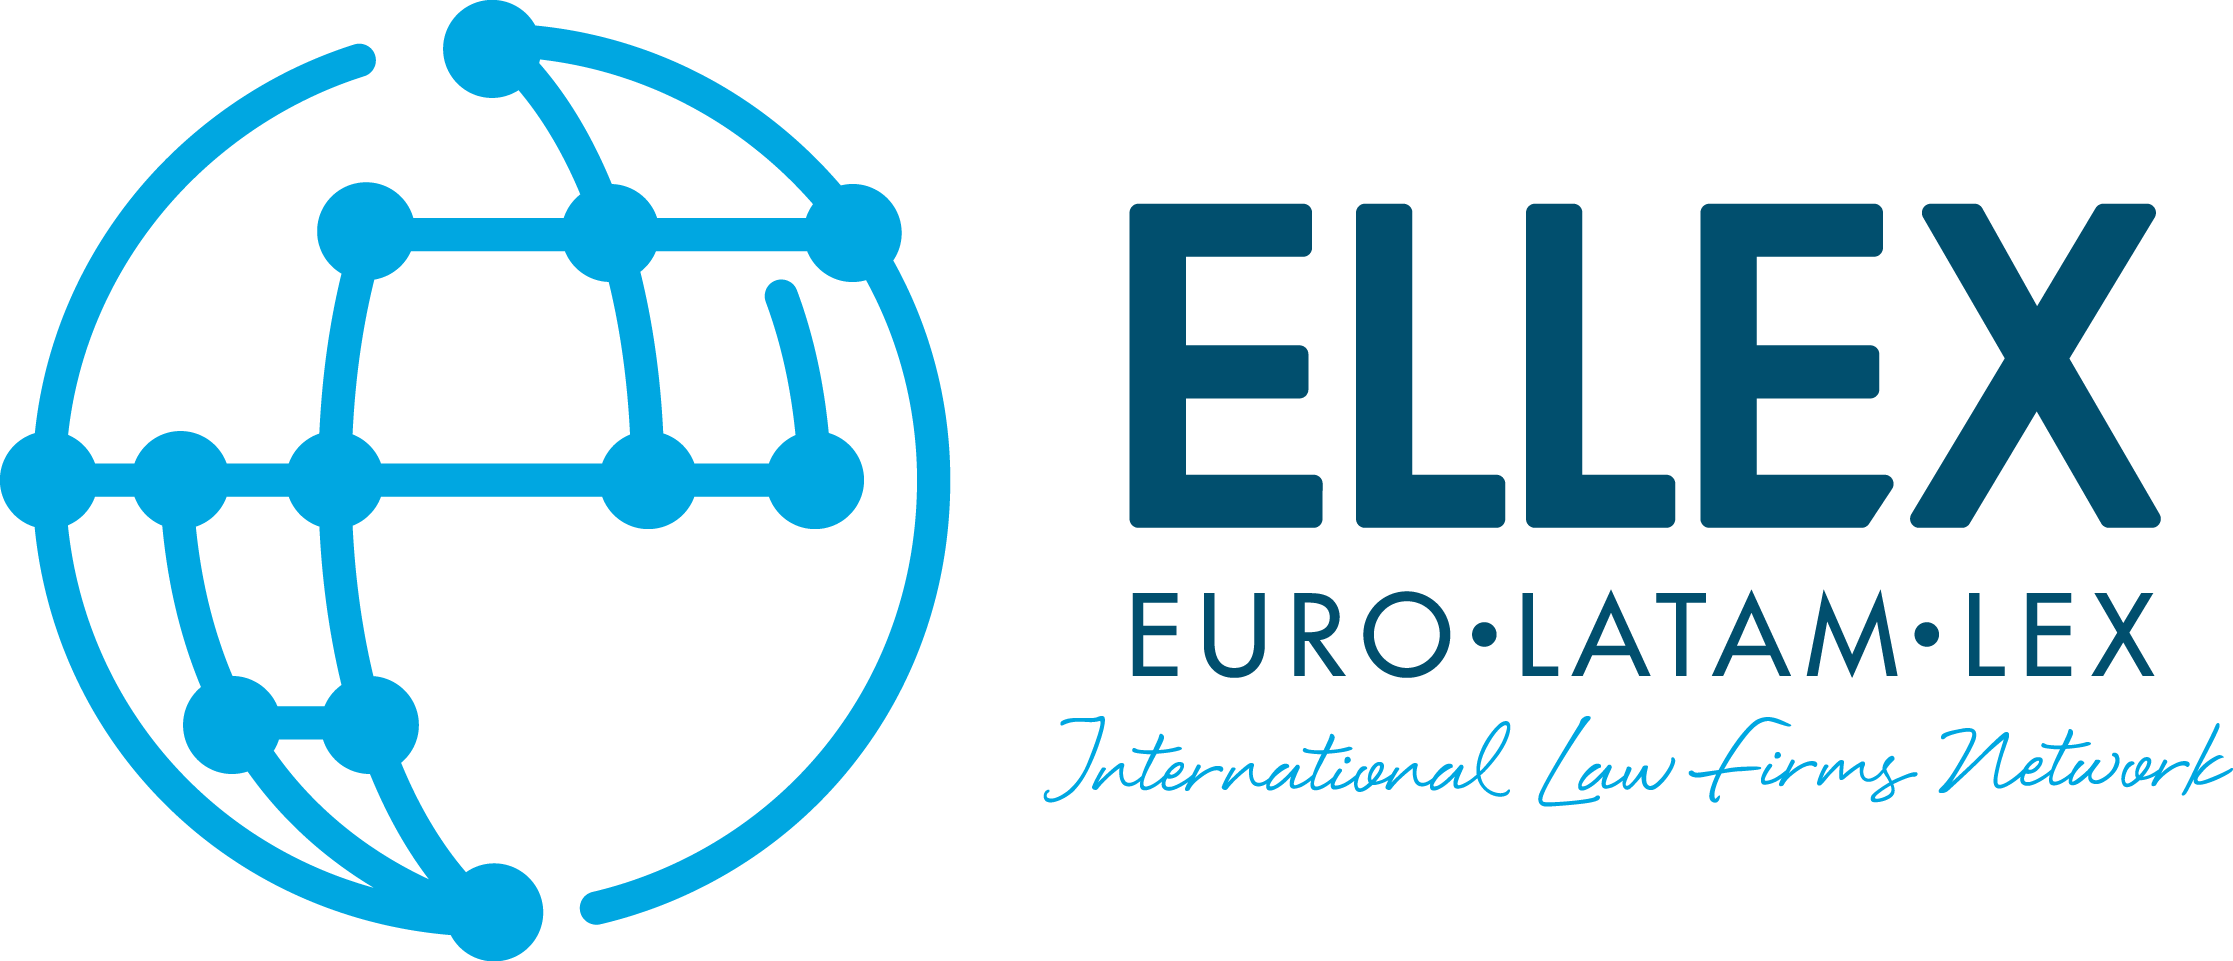 ELLEX
EURO•LATAM•LEX
International Law Firms Network